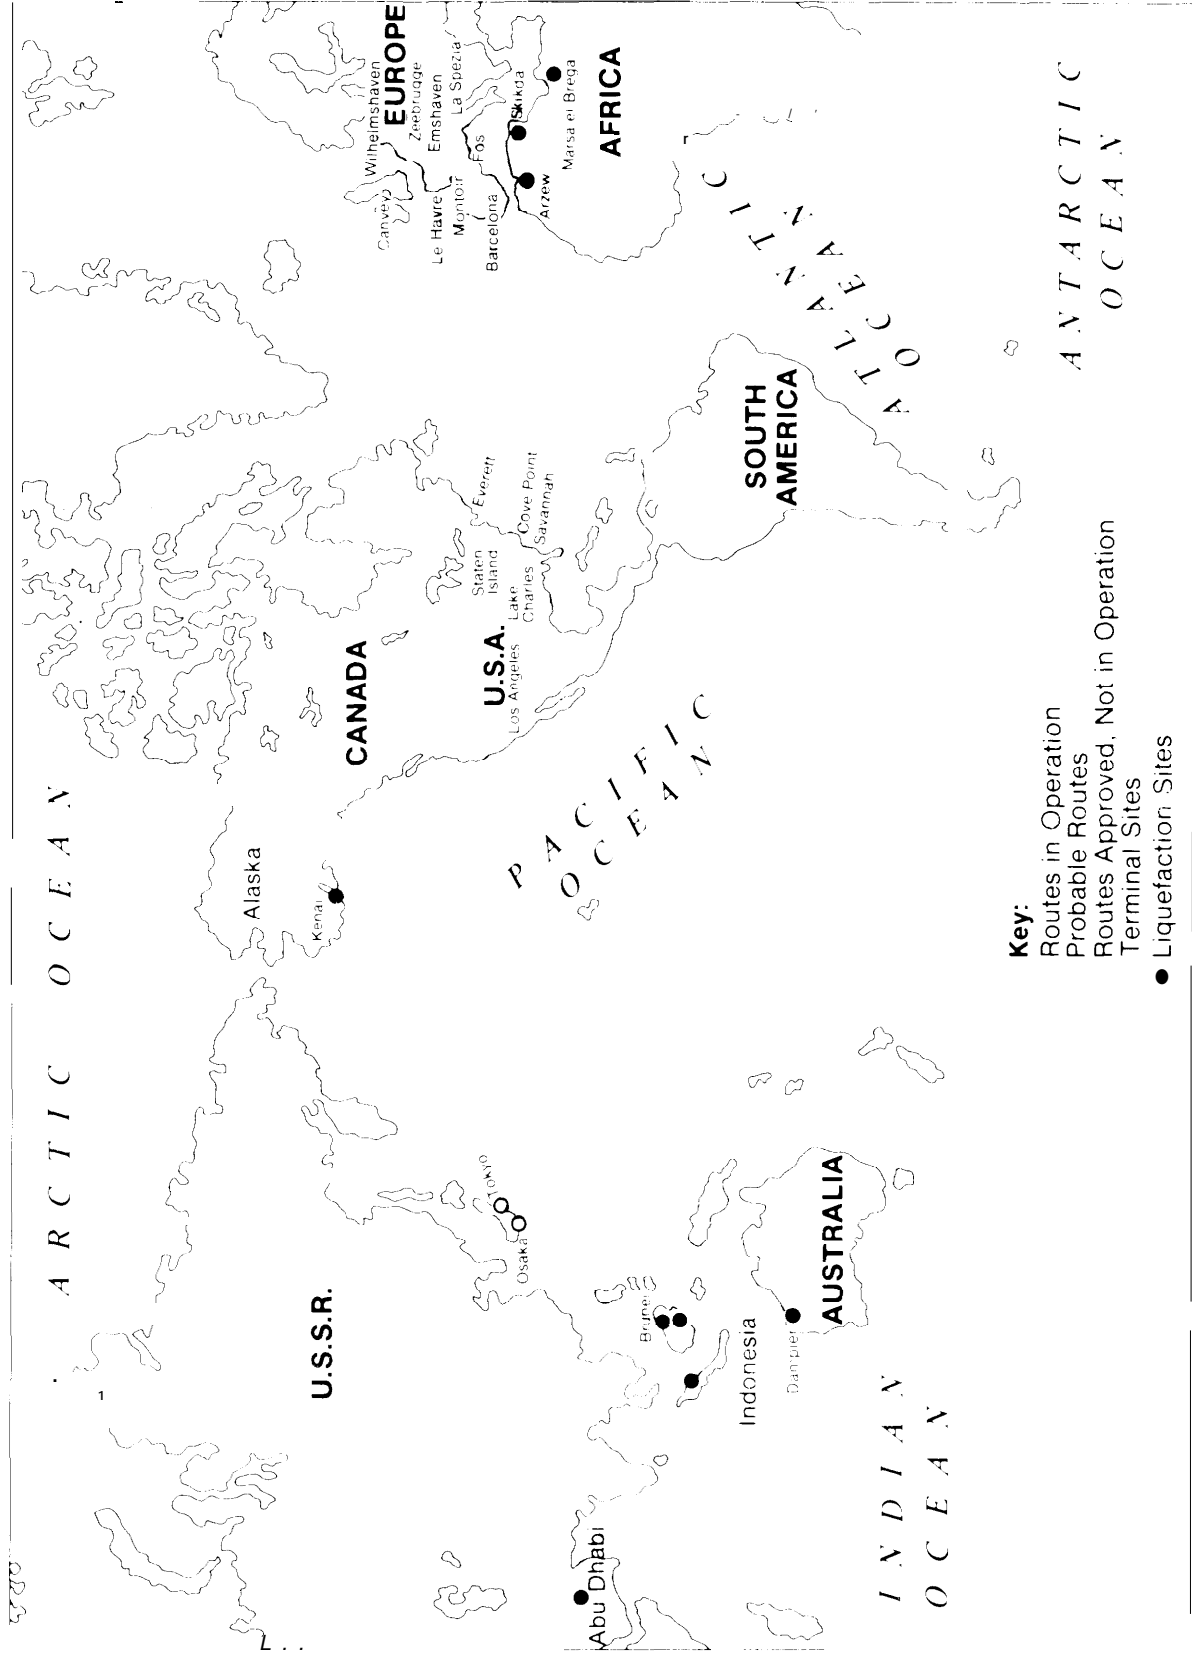 ARCTIC OCEAN
U.S.S.R.
Alaska
Kenai
CANADA
U.S.A.
Los Angeles
Lake
Charles
Staten
Island
Everett
Cove Point
Savannah
EUROPE
Wilhelmshaven
Zeebrugge
Emshaven
La Spezia
Canvey
Le Havre
Montoir
Fos
Barcelona
Skikda
Arzew
Marsa el Brega
AFRICA
TOKYO
Osaka
PACIFIC
OCEAN
ATLANTIC
OCEAN
SOUTH
AMERICA
Abu Dhabi
Brunei
Indonesia
Dampier
AUSTRALIA
INDIAN
OCEAN
ANTARCTIC
OCEAN
Key:
Routes in Operation
Probable Routes
Routes Approved, Not in Operation
Terminal Sites
● Liquefaction Sites
1